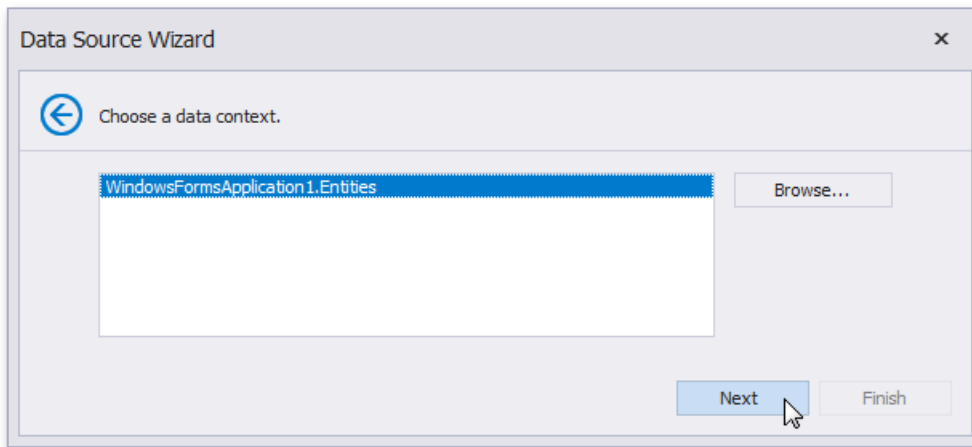 Data Source Wizard
Choose a data context.
WindowsFormsApplication1.Entities
Browse...
Next
Finish